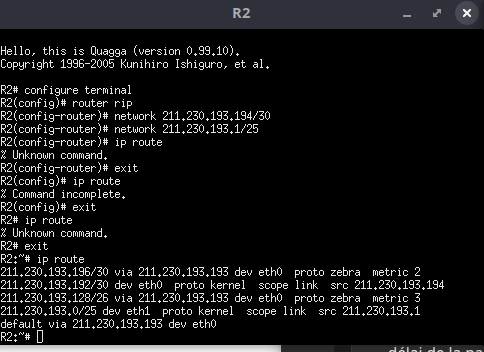 R2
Hello, this is Quagga (version 0.99.10).
Copyright 1996-2005 Kunihiro Ishiguro, et al.
R2# configure terminal
R2(config)# router rip
R2(config-router)# network 211.230.193.194/30
R2(config-router)# network 211.230.193.1/25
R2(config-router)# ip route
% Unknown command.
R2(config-router)# exit
R2(config)# ip route
% Command incomplete.
R2(config)# exit
R2# ip route
% Unknown command.
R2# exit
R2:~# ip route
211.230.193.196/30 via 211.230.193.193 dev eth0  proto zebra  metric 2
211.230.193.192/30 dev eth0  proto kernel  scope link  src 211.230.193.194
211.230.193.128/26 via 211.230.193.193 dev eth0  proto zebra  metric 3
211.230.193.0/25 dev eth1  proto kernel  scope link  src 211.230.193.1
default via 211.230.193.193 dev eth0
R2:~#
délai de la pa